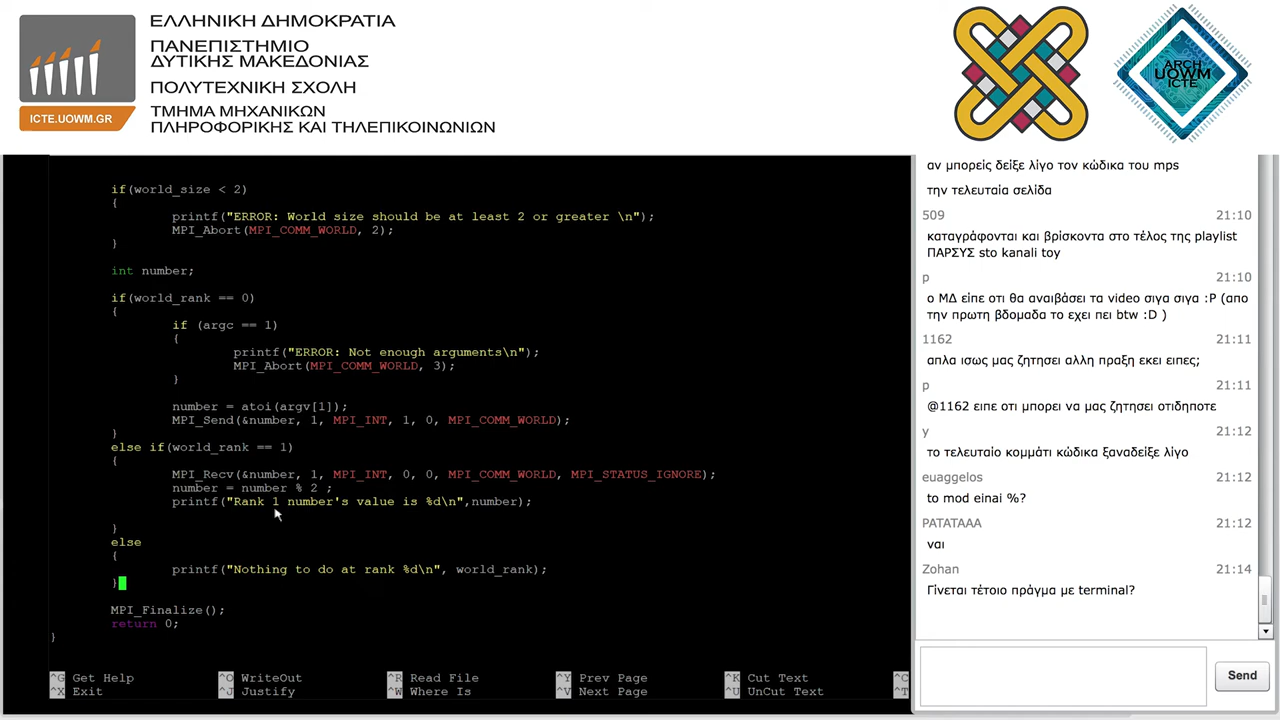 ΕΛΛΗΝΙΚΗ ΔΗΜΟΚΡΑΤΙΑ
ΠΑΝΕΠΙΣΤΗΜΙΟ
ΔΥΤΙΚΗΣ ΜΑΚΕΔΟΝΙΑΣ
ΠΟΛΥΤΕΧΝΙΚΗ ΣΧΟΛΗ
ΤΜΗΜΑ ΜΗΧΑΝΙΚΩΝ
ΠΛΗΡΟΦΟΡΙΚΗΣ ΚΑΙ ΤΗΛΕΠΙΚΟΙΝΩΝΙΩΝ
ICTE.UOWM.GR
ARCH
UOWM
ICTE
if(world_size < 2)
{
printf("ERROR: World size should be at least 2 or greater \n");
MPI_Abort(MPI_COMM_WORLD, 2);
}
int number;
if(world_rank == 0)
{
if (argc == 1)
{
printf("ERROR: Not enough arguments\n");
MPI_Abort(MPI_COMM_WORLD, 3);
}
number = atoi(argv[1]);
MPI_Send(&number, 1, MPI_INT, 1, 0, MPI_COMM_WORLD);
}
else if(world_rank == 1)
{
MPI_Recv(&number, 1, MPI_INT, 0, 0, MPI_COMM_WORLD, MPI_STATUS_IGNORE);
number = number % 2 ;
printf("Rank 1 number's value is %d\n",number);
}
else
{
printf("Nothing to do at rank %d\n", world_rank);
}
MPI_Finalize();
return 0;
}
^G Get Help ^O WriteOut ^R Read File ^Y Prev Page ^K Cut Text ^C
^X Exit ^J Justify ^W Where Is ^V Next Page ^U UnCut Text ^T
αν μπορείς δείξε λίγο τον κώδικα του mps
την τελευταία σελίδα
509 21:10
καταγράφονται και βρίσκοντα στο τέλος της playlist
ΠΑΡΣΥΣ sto kanali toy
p 21:10
ο ΜΔ είπε οτι θα αναιβάσει τα video σιγα σιγα :P (απο
την πρωτη βδομαδα το εχει πει btw :D )
1162 21:11
απλα ισως μας ζητησει αλλη πραξη εκει ειπες;
p 21:11
@1162 ειπε οτι μπορει να μας ζητησει οτιδηποτε
y 21:12
το τελευταίο κομμάτι κώδικα ξαναδείξε λίγο
euaggelos 21:12
to mod einai %?
PATATAAA 21:12
ναι
Zohan 21:14
Γίνεται τέτοιο πράγμα με terminal?
Send